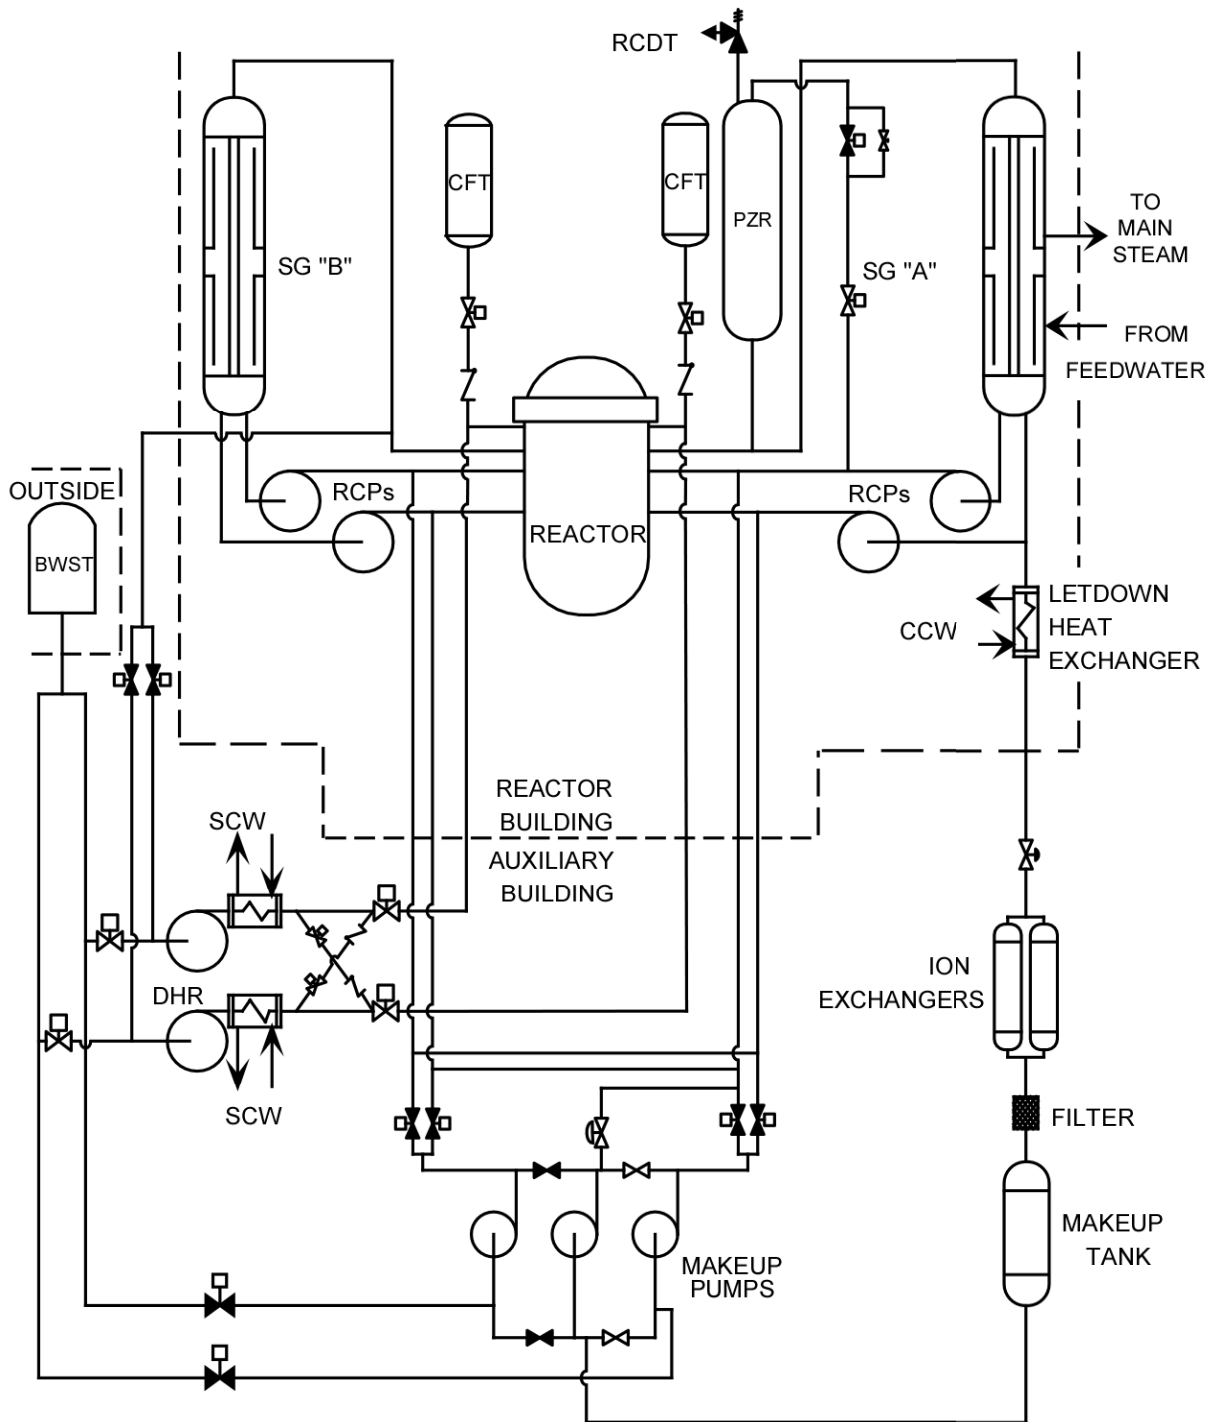 RCDT
CFT
CFT
PZR
SG "B"
SG "A"
TO
MAIN
STEAM
FROM
FEEDWATER
OUTSIDE
BWST
RCPs
RCPs
REACTOR
LETDOWN
HEAT
EXCHANGER
CCW
REACTOR
BUILDING
AUXILIARY
BUILDING
SCW
DHR
SCW
ION
EXCHANGERS
FILTER
MAKEUP
TANK
MAKEUP
PUMPS